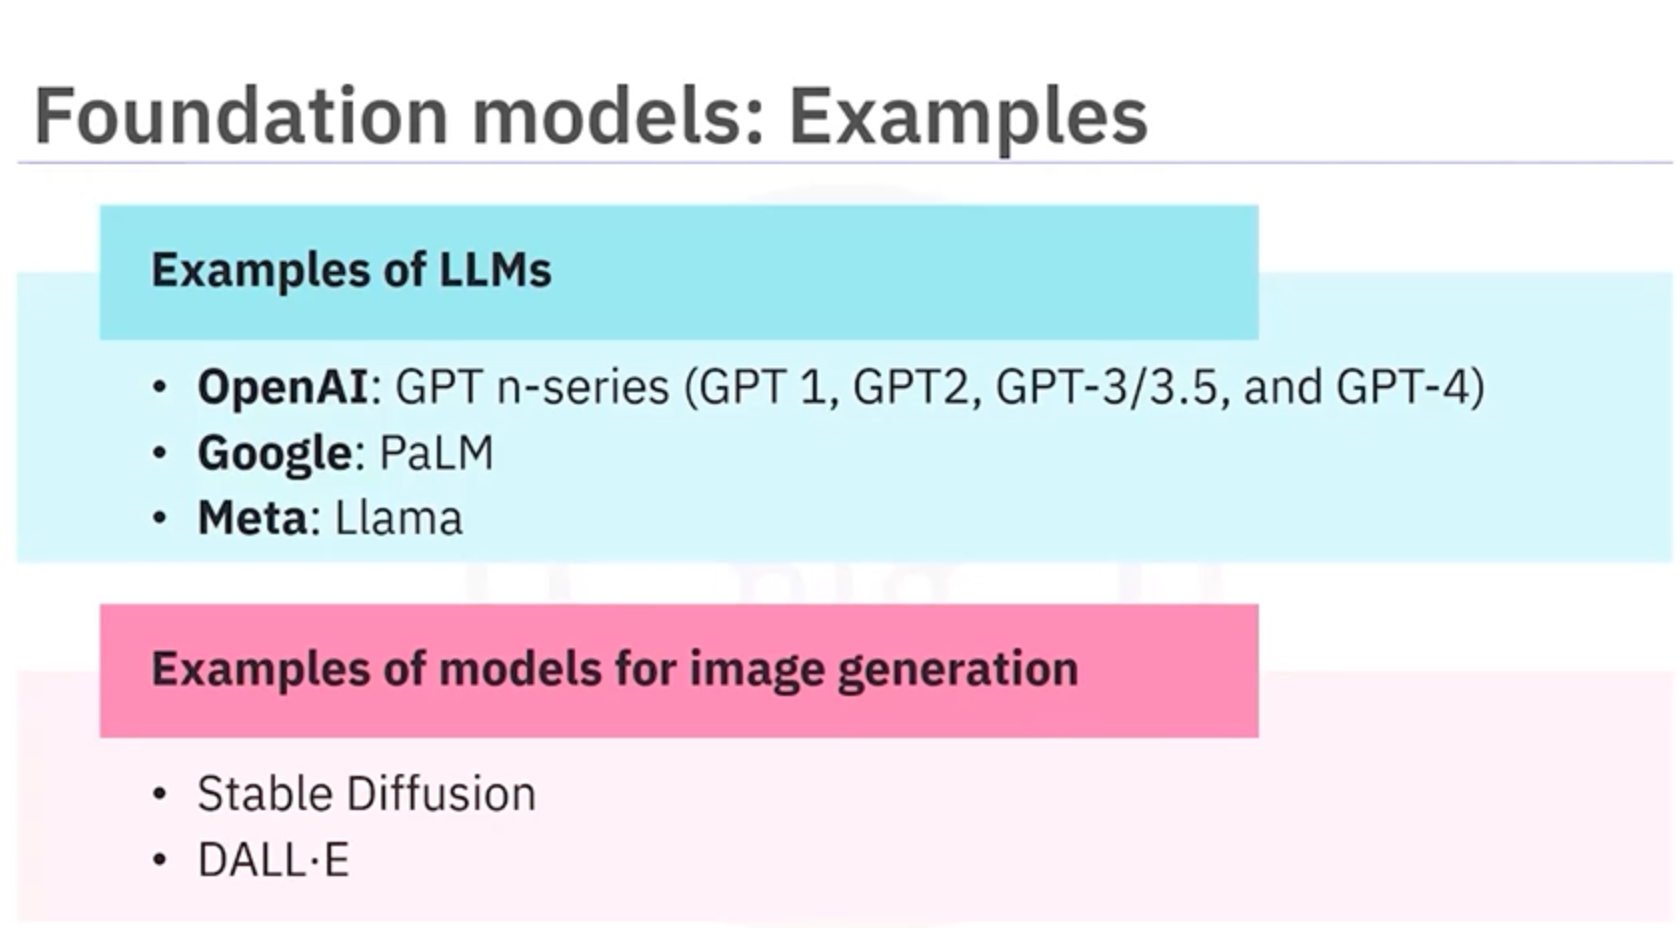 Foundation models: Examples
Examples of LLMs
• OpenAI: GPT n-series (GPT 1, GPT2, GPT-3/3.5, and GPT-4)
• Google: PaLM
• Meta: Llama
Examples of models for image generation
• Stable Diffusion
• DALL·E